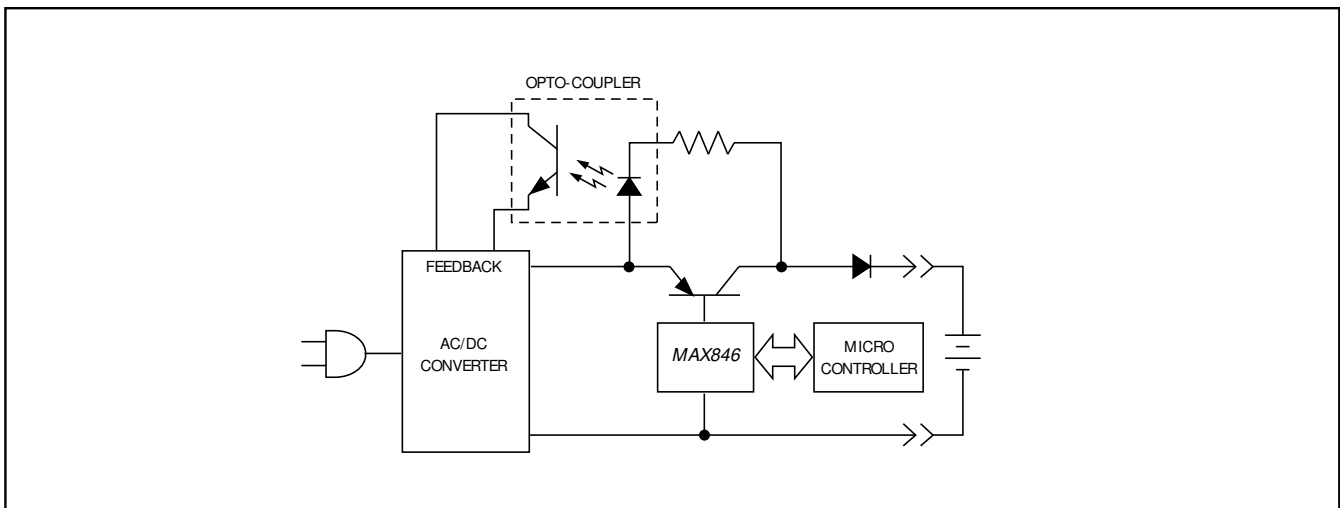 OPTO-COUPLER
FEEDBACK
AC/DC
CONVERTER
MAX846
MICRO
CONTROLLER